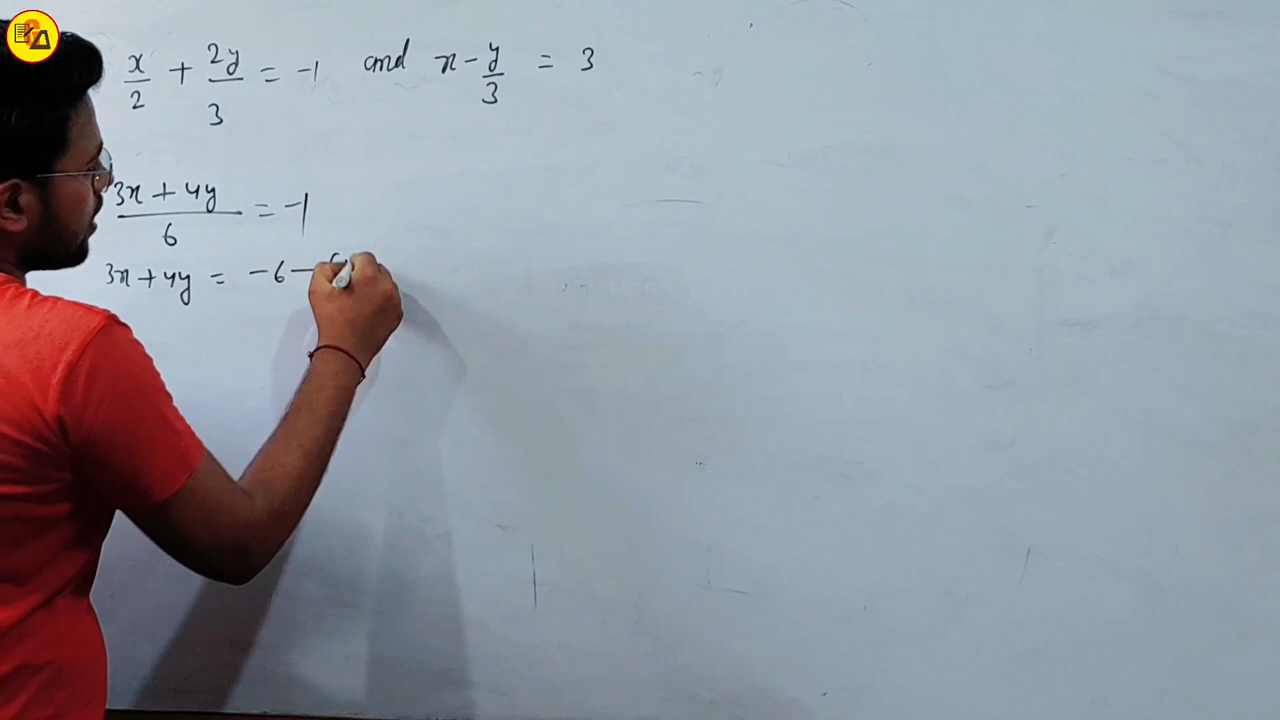 x/2 + 2y/3 = -1 and x - y/3 = 3
3x + 4y/6 = -1
3x + 4y = -6 —